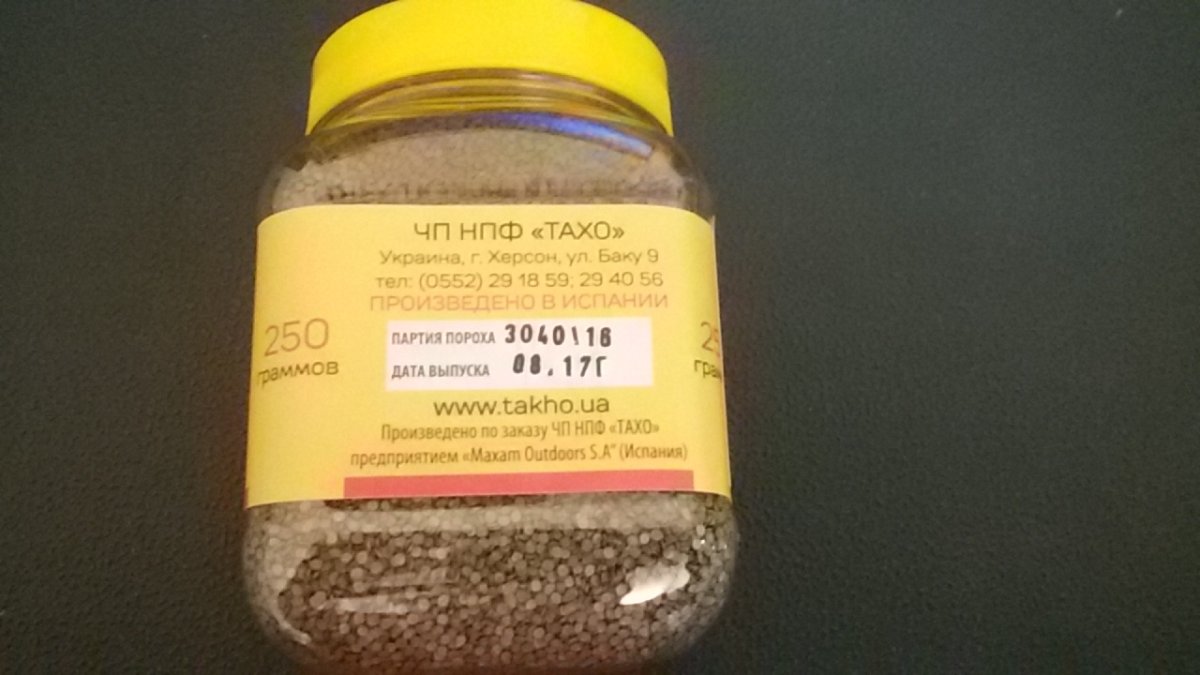 ЧП НПФ «ТАХО»
Украина, г. Херсон, ул. Баку 9
тел: (0552) 29 18 59; 29 40 56
ПРОИЗВЕДЕНО В ИСПАНИИ
250
граммов
ПАРТИЯ ПОРОХА 3040\16
ДАТА ВЫПУСКА 08.17Г
www.takho.ua
Произведено по заказу ЧП НПФ «ТАХО»
предприятием «Maxam Outdoors S.A” (Испания)